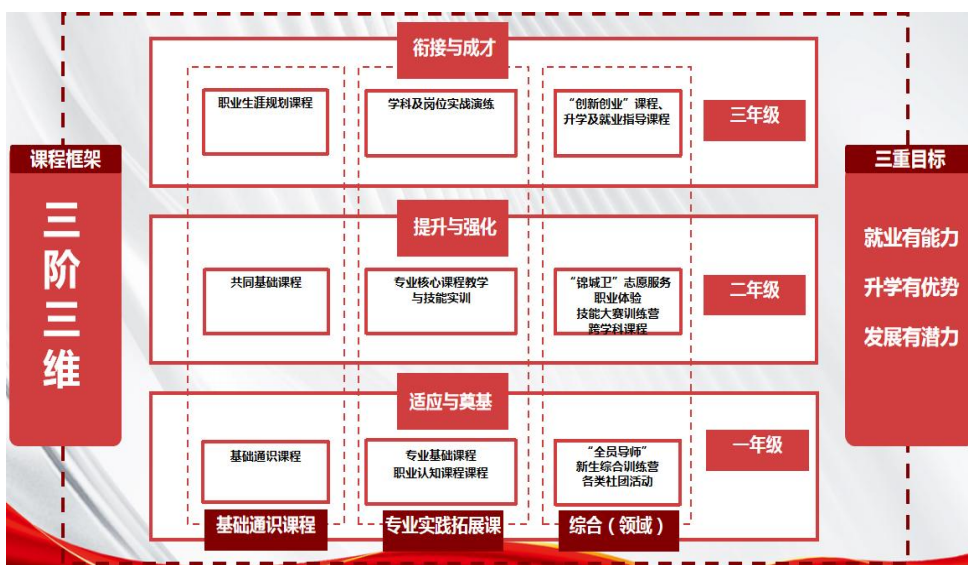 衔接与成才
职业生涯规划课程
学科及岗位实战演练
“创新创业”课程、
升学及就业指导课程
三年级
课程框架
三
阶
三
维
三重目标
就业有能力
升学有优势
发展有潜力
提升与强化
共同基础课程
专业核心课程教学
与技能实训
“锦城卫”志愿服务
职业体验
技能大赛训练营
跨学科课程
二年级
适应与奠基
基础通识课程
专业基础课程
职业认知课程课程
“全员导师”
新生综合训练营
各类社团活动
一年级
基础通识课程
专业实践拓展课
综合（领域）